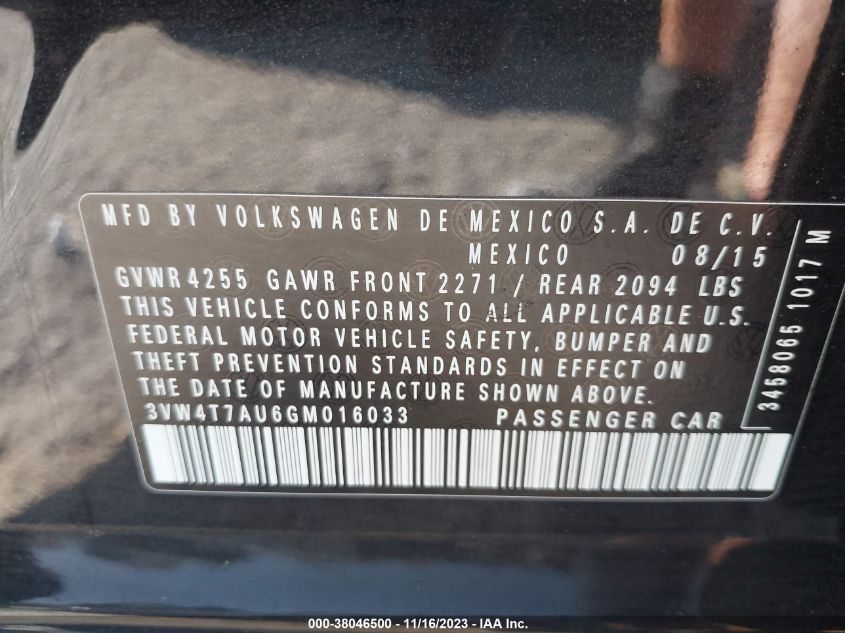 MFD BY VOLKSWAGEN DE MEXICO S.A. DE C.V.
MEXICO 08/15
GVWR 4255 GAWR FRONT 2271 / REAR 2094 LBS
THIS VEHICLE CONFORMS TO ALL APPLICABLE U.S.
FEDERAL MOTOR VEHICLE SAFETY, BUMPER AND
THEFT PREVENTION STANDARDS IN EFFECT ON
THE DATE OF MANUFACTURE SHOWN ABOVE.
3VW4T7AU6GM016033 PASSENGER CAR
3458065 1017 M
000-38046500 - 11/16/2023 - IAA Inc.